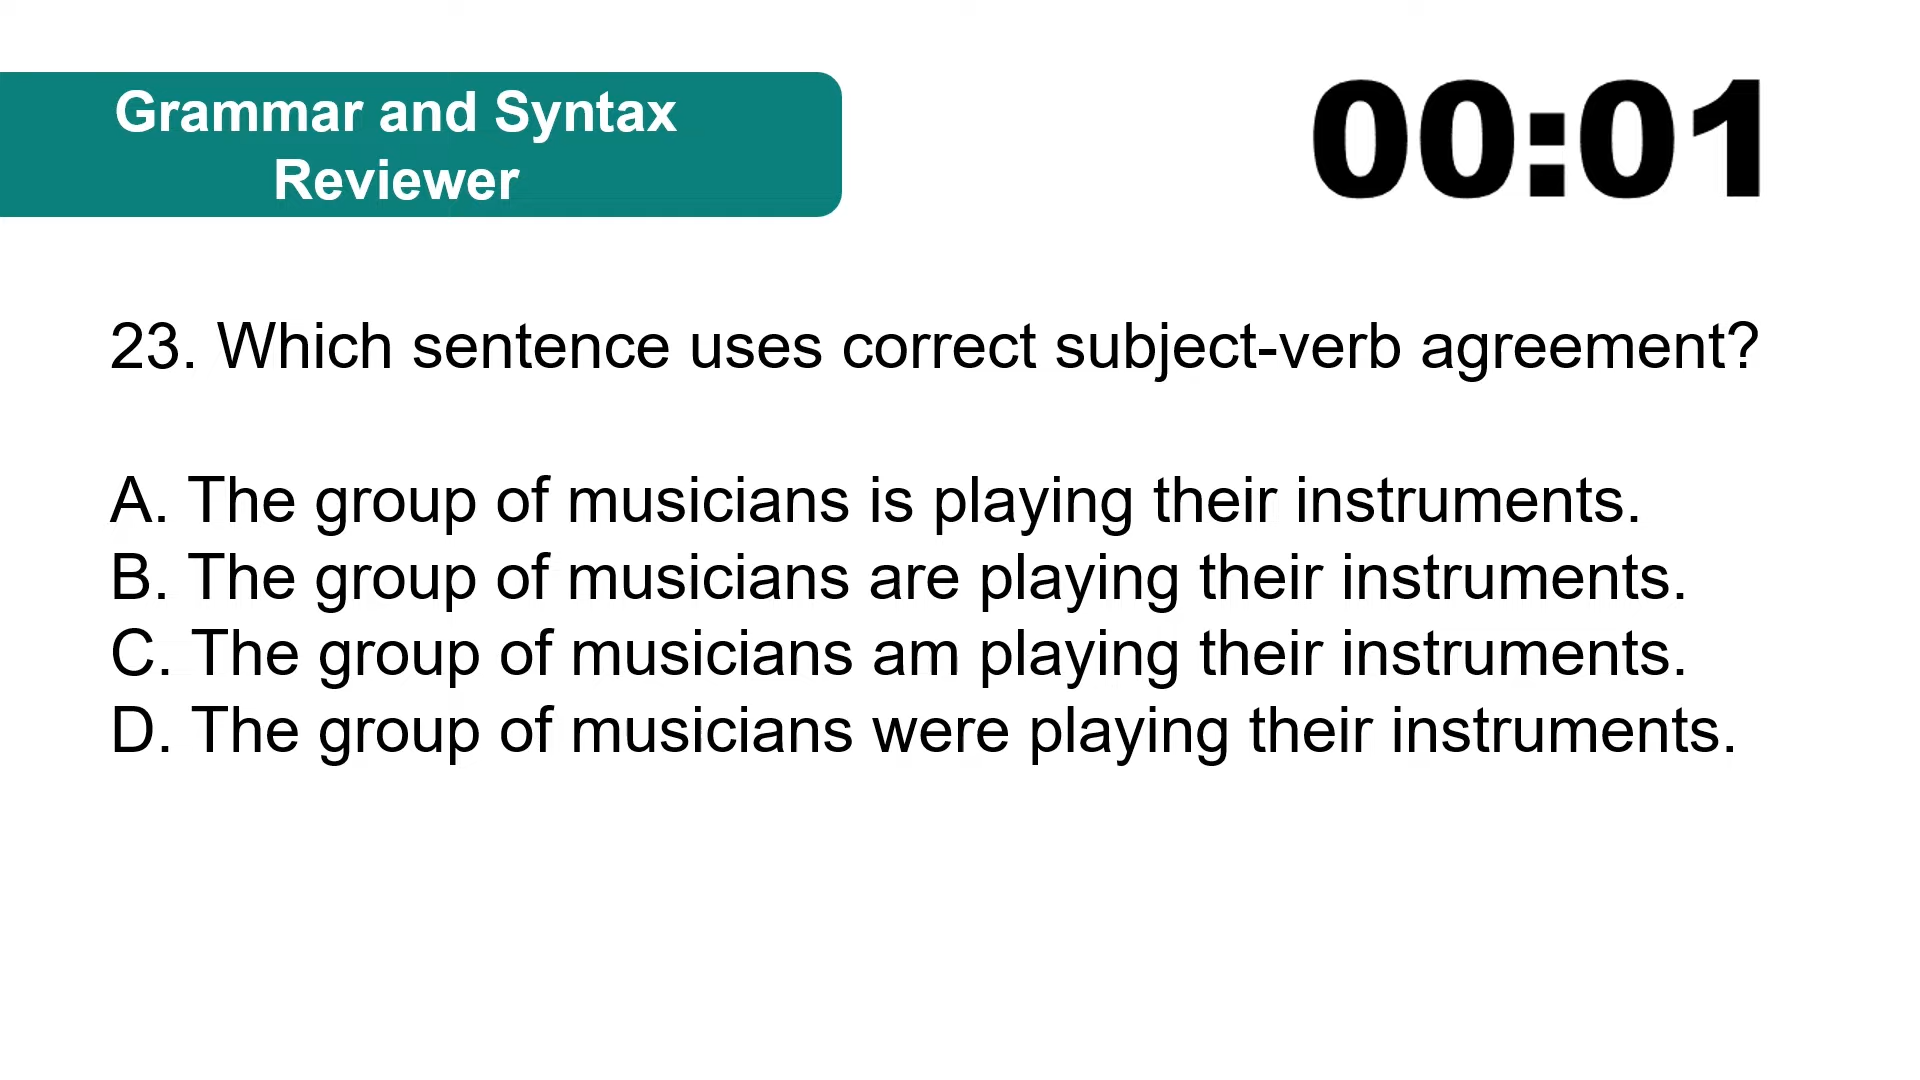 Grammar and Syntax
Reviewer
00:01
23. Which sentence uses correct subject-verb agreement?
A. The group of musicians is playing their instruments.
B. The group of musicians are playing their instruments.
C. The group of musicians am playing their instruments.
D. The group of musicians were playing their instruments.